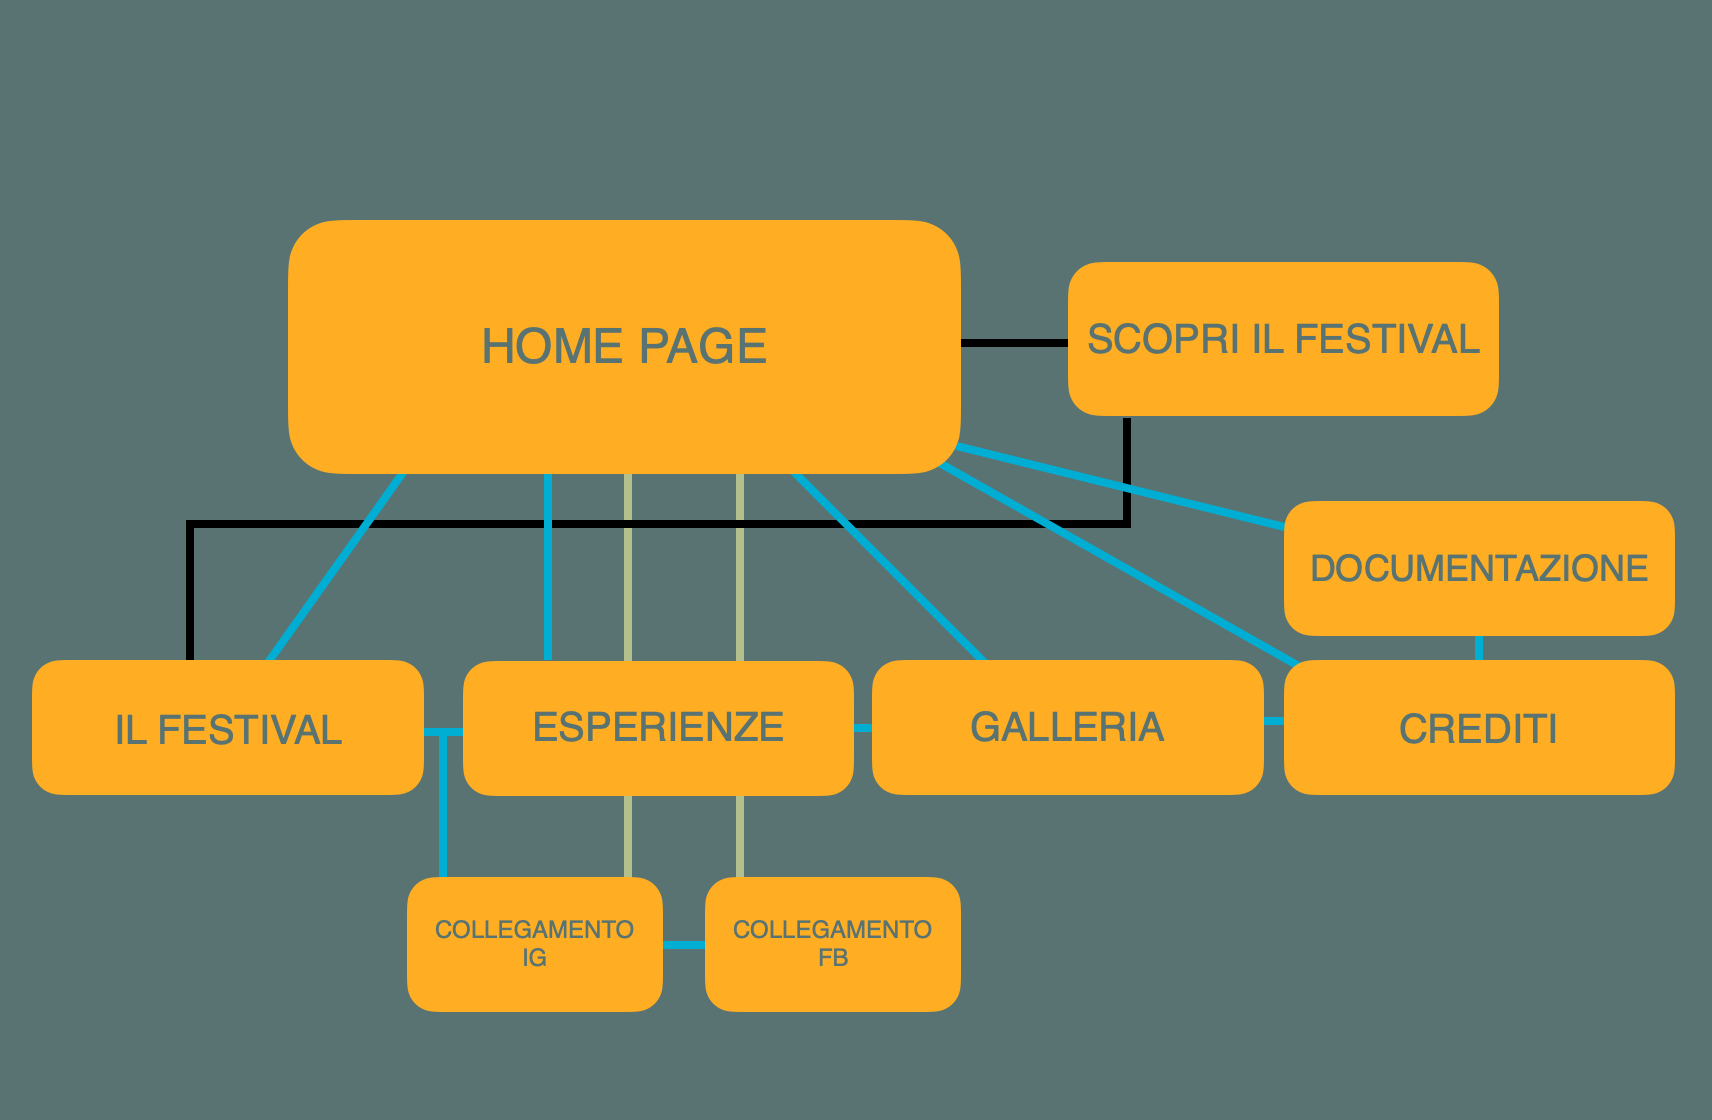 HOME PAGE
SCOPRI IL FESTIVAL
DOCUMENTAZIONE
IL FESTIVAL
ESPERIENZE
GALLERIA
CREDITI
COLLEGAMENTO
IG
COLLEGAMENTO
FB